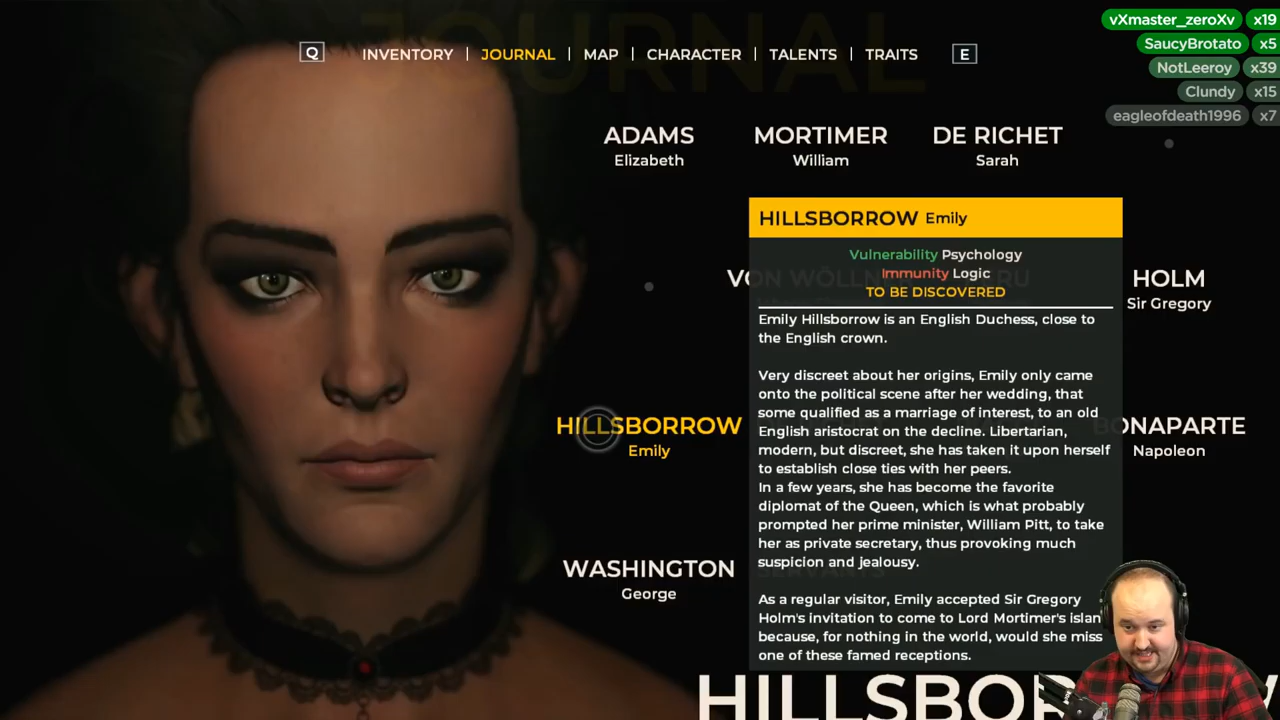 JOURNAL
vXmaster_zeroXv x19
SaucyBrotato x5
NotLeeroy x39
Clundy x15
eagleofdeath1996 x7
Q INVENTORY | JOURNAL | MAP | CHARACTER | TALENTS | TRAITS E
ADAMS
Elizabeth
MORTIMER
William
DE RICHET
Sarah
HILLSBORROW Emily
Vulnerability Psychology
Immunity Logic
TO BE DISCOVERED
Emily Hillsborrow is an English Duchess, close to
the English crown.
Very discreet about her origins, Emily only came
onto the political scene after her wedding, that
some qualified as a marriage of interest, to an old
English aristocrat on the decline. Libertarian,
modern, but discreet, she has taken it upon herself
to establish close ties with her peers.
In a few years, she has become the favorite
diplomat of the Queen, which is what probably
prompted her prime minister, William Pitt, to take
her as private secretary, thus provoking much
suspicion and jealousy.
As a regular visitor, Emily accepted Sir Gregory
Holm's invitation to come to Lord Mortimer's islan
because, for nothing in the world, would she miss
one of these famed receptions.
VON WÖLLN
HOLM
Sir Gregory
HILLSBORROW
Emily
BONAPARTE
Napoleon
WASHINGTON
George
HILLSBOR